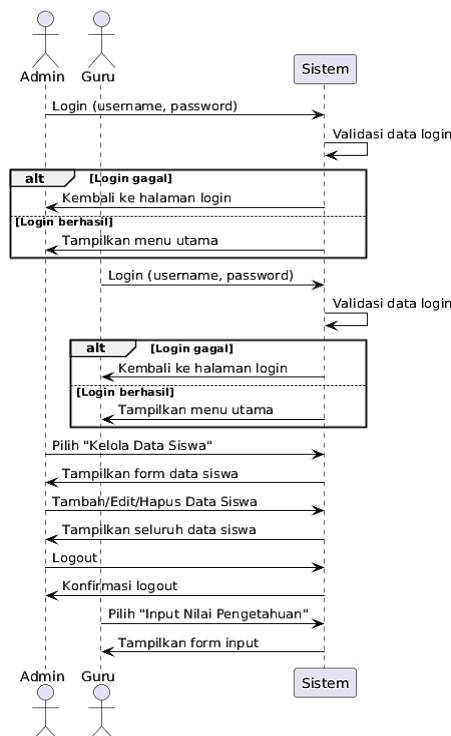 Admin Guru
Sistem
Login (username, password)
Validasi data login
alt [Login gagal]
Kembali ke halaman login
[Login berhasil]
Tampilkan menu utama
Login (username, password)
Validasi data login
alt [Login gagal]
Kembali ke halaman login
[Login berhasil]
Tampilkan menu utama
Pilih "Kelola Data Siswa"
Tampilkan form data siswa
Tambah/Edit/Hapus Data Siswa
Tampilkan seluruh data siswa
Logout
Konfirmasi logout
Pilih "Input Nilai Pengetahuan"
Tampilkan form input
Admin Guru
Sistem